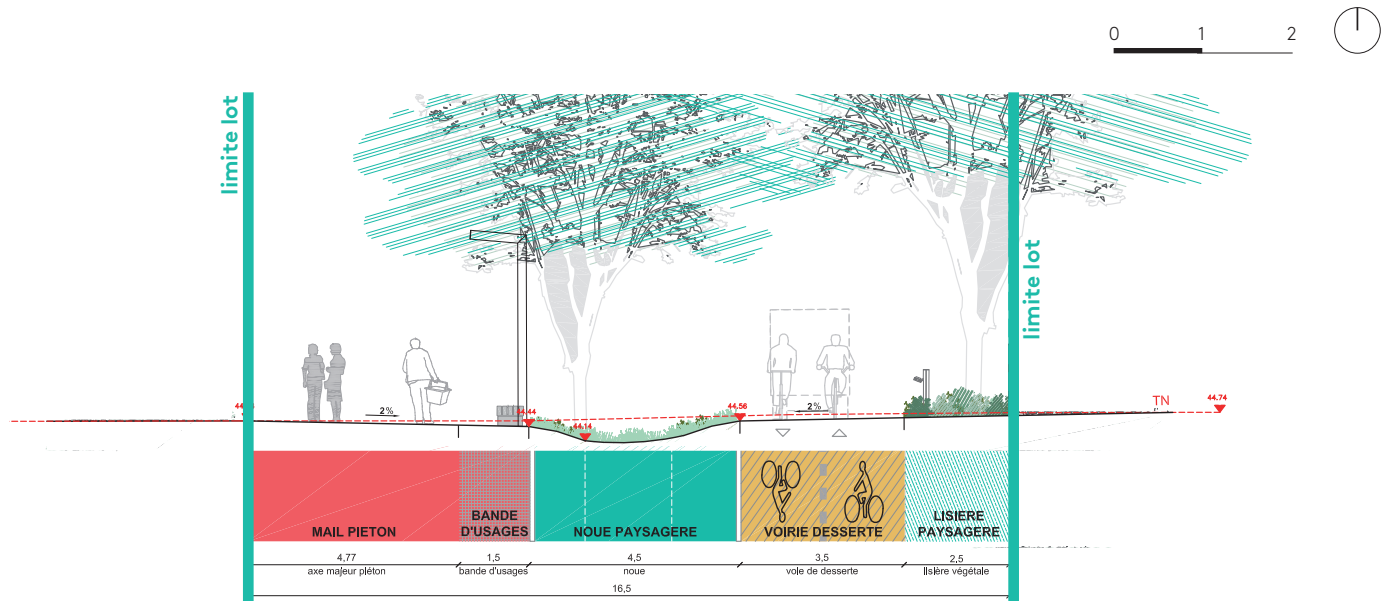 0 1 2
limite lot
limite lot
2%
44.44
44.14
44.56
2%
TN
44.74
MAIL PIETON
BANDE
D'USAGES
NOUE PAYSAGERE
VOIRIE DESSERTE
LISIERE
PAYSAGERE
4,77
1,5
4,5
3,5
2,5
axe majeur piéton
bande d'usages
noue
voie de desserte
lisière végétale
16,5